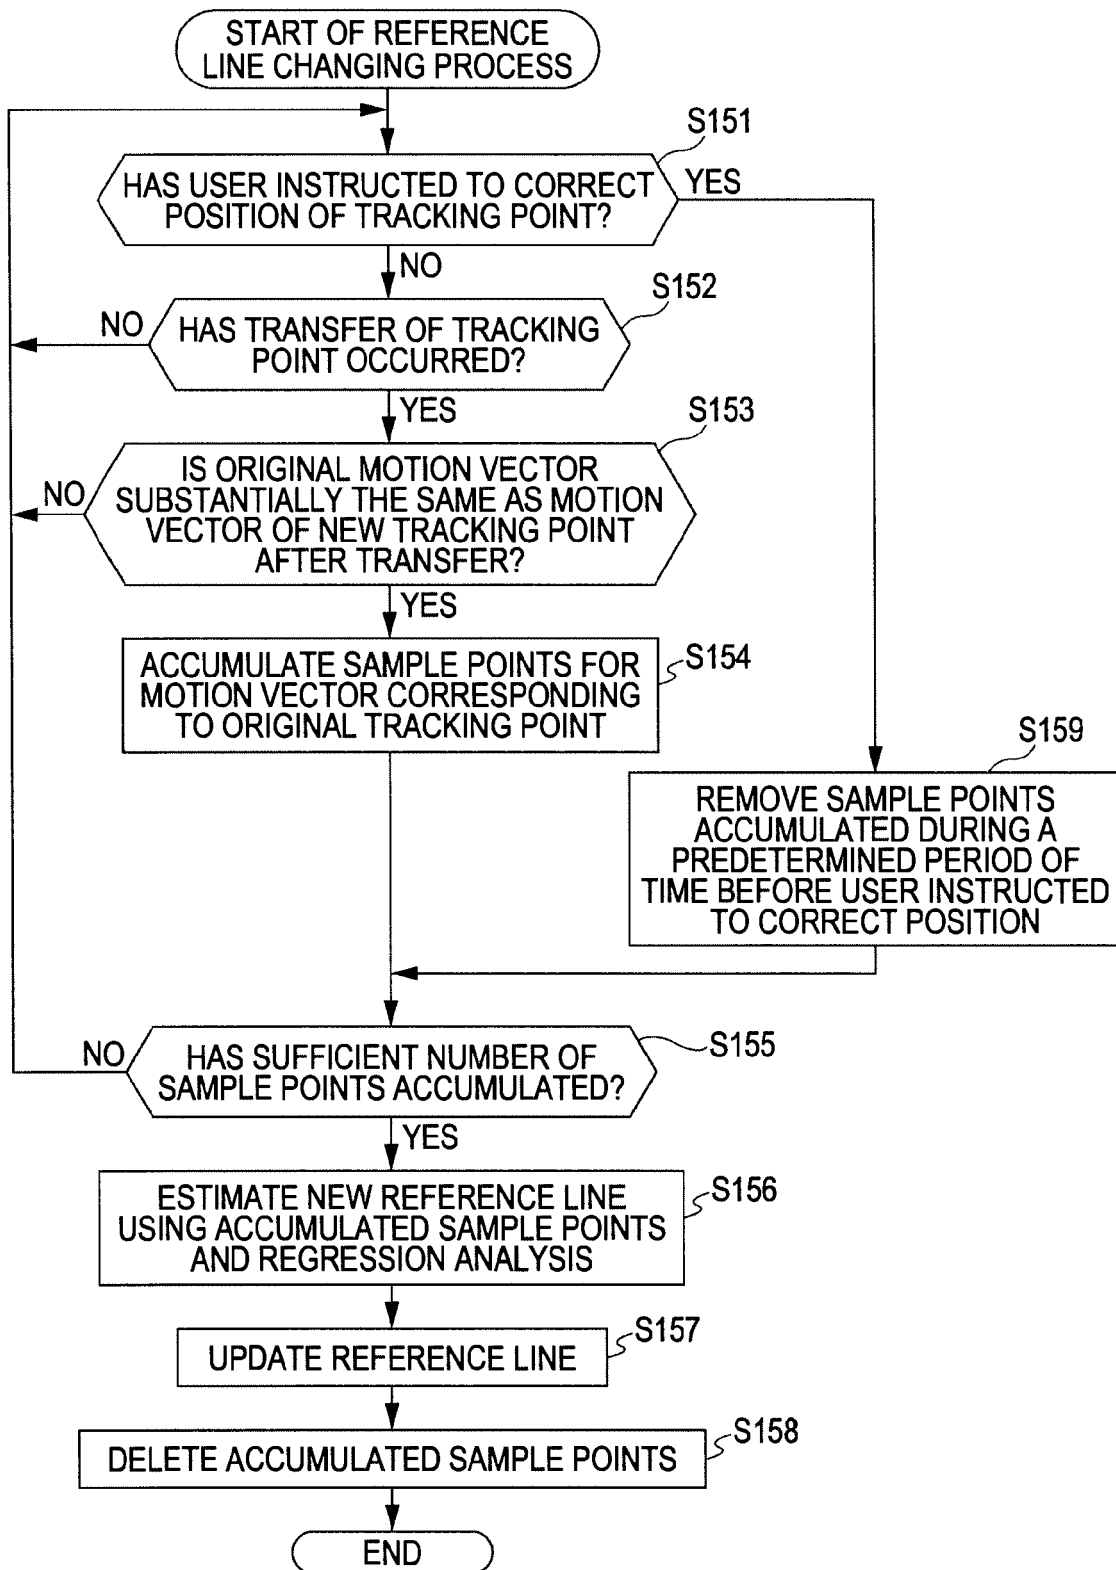 START OF REFERENCE
LINE CHANGING PROCESS
S151
HAS USER INSTRUCTED TO CORRECT
POSITION OF TRACKING POINT?
YES
NO
S152
HAS TRANSFER OF TRACKING
POINT OCCURRED?
NO
YES
S153
IS ORIGINAL MOTION VECTOR
SUBSTANTIALLY THE SAME AS MOTION
VECTOR OF NEW TRACKING POINT
AFTER TRANSFER?
NO
YES
S154
ACCUMULATE SAMPLE POINTS FOR
MOTION VECTOR CORRESPONDING
TO ORIGINAL TRACKING POINT
S159
REMOVE SAMPLE POINTS
ACCUMULATED DURING A
PREDETERMINED PERIOD OF
TIME BEFORE USER INSTRUCTED
TO CORRECT POSITION
S155
HAS SUFFICIENT NUMBER OF
SAMPLE POINTS ACCUMULATED?
NO
YES
S156
ESTIMATE NEW REFERENCE LINE
USING ACCUMULATED SAMPLE POINTS
AND REGRESSION ANALYSIS
S157
UPDATE REFERENCE LINE
S158
DELETE ACCUMULATED SAMPLE POINTS
END